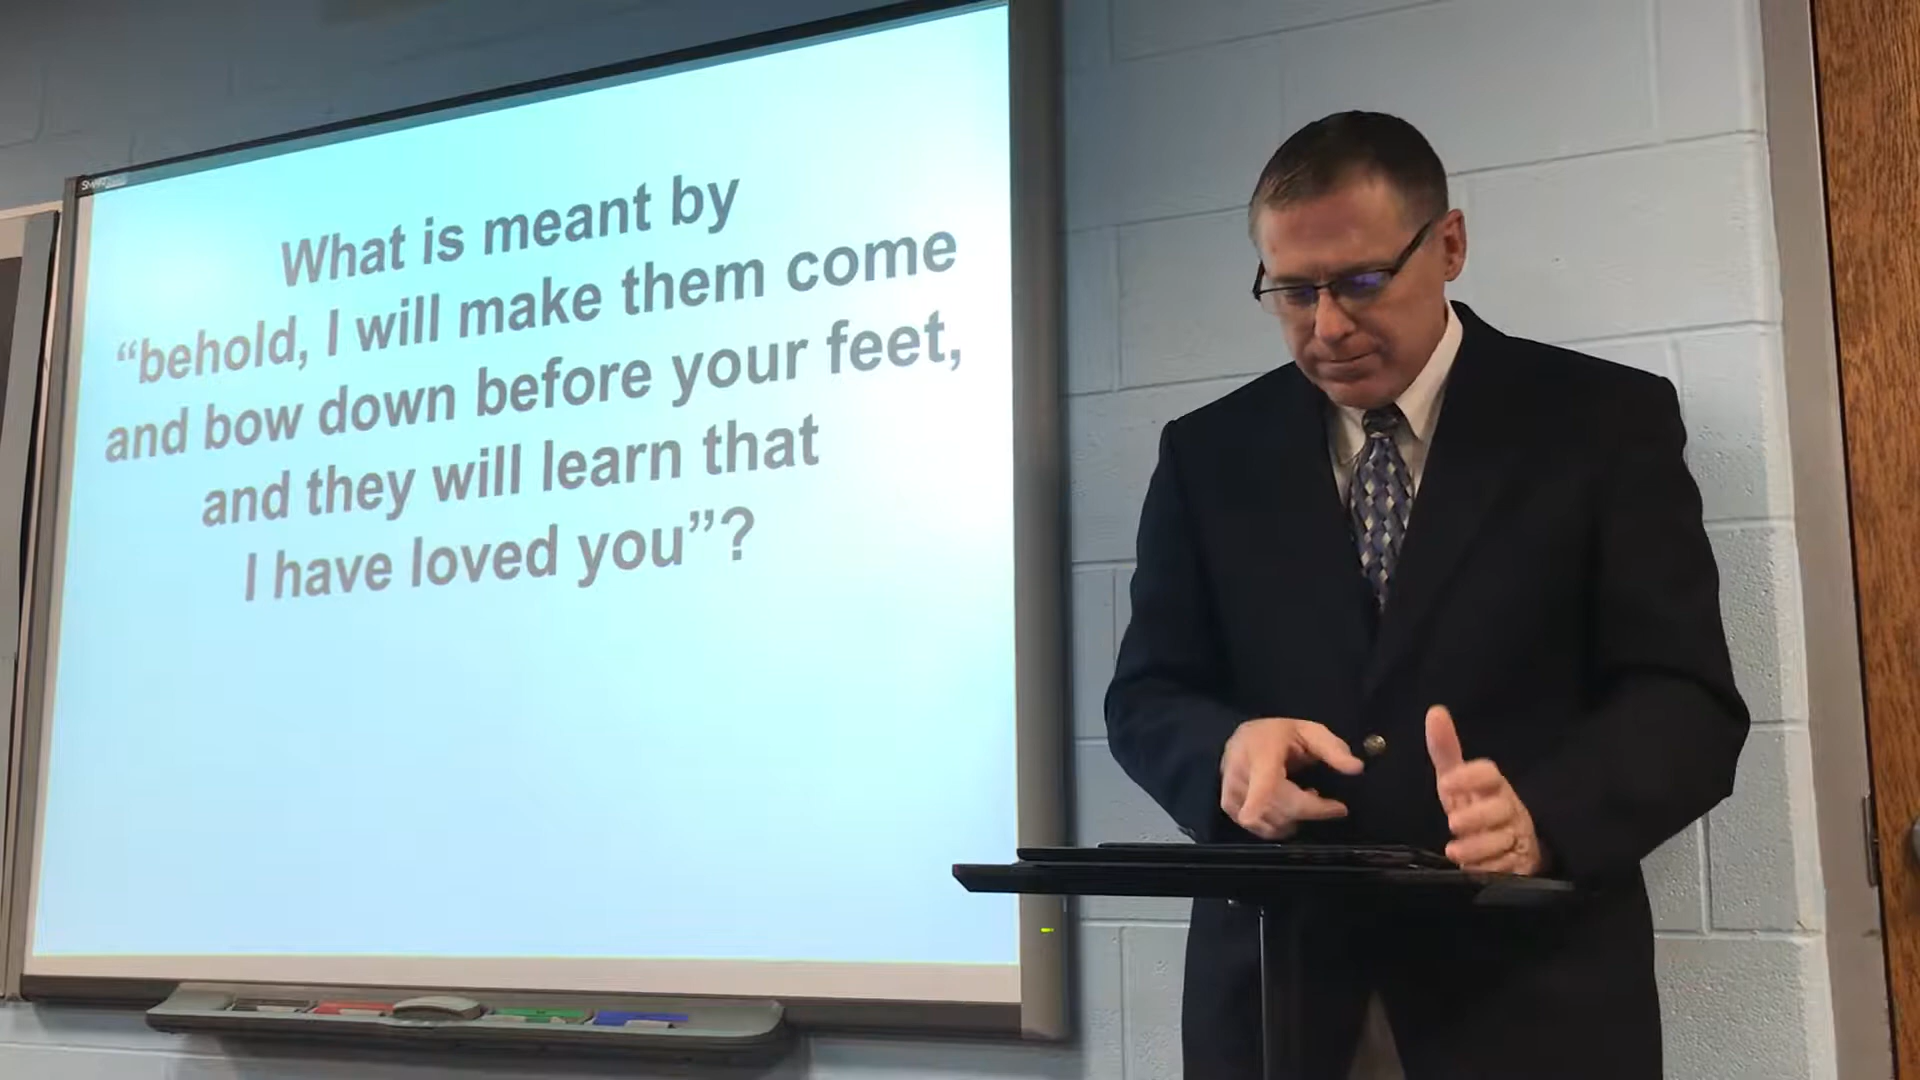 SMART
What is meant by
“behold, I will make them come
and bow down before your feet,
and they will learn that
I have loved you”?